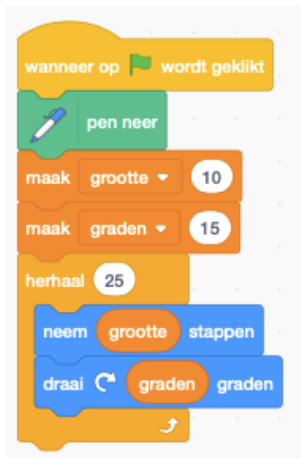 wanneer op wordt geklikt
pen neer
maak grootte 10
maak graden 15
herhaal 25
neem grootte stappen
draai graden graden